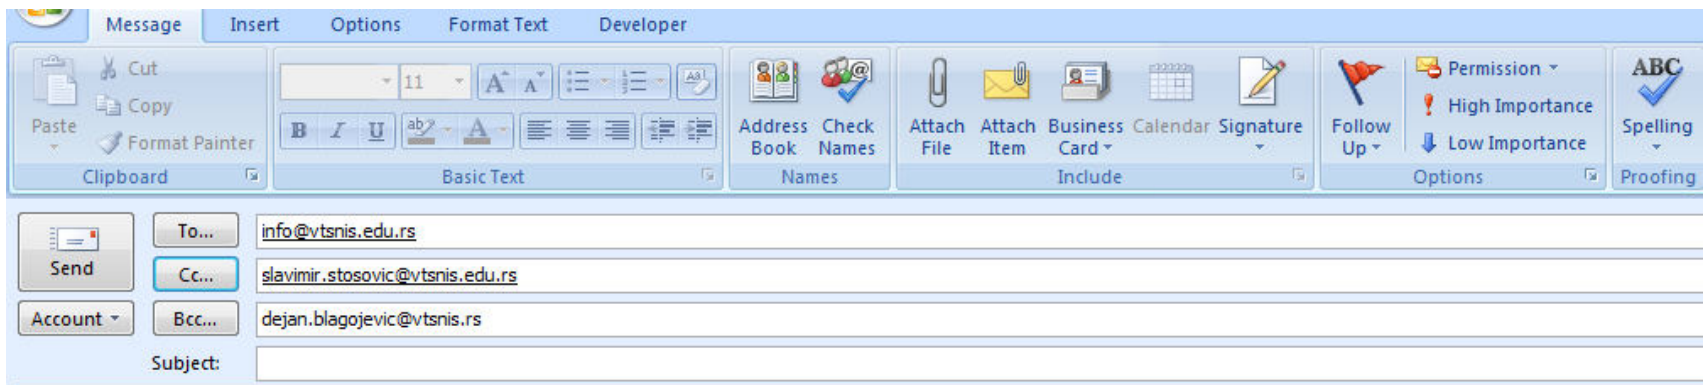 Message Insert Options Format Text Developer
Cut
Copy
Format Painter
Paste
Clipboard
11
B I U ab A
Aa
Basic Text
Address Book
Check Names
Names
Attach File
Attach Item
Business Card
Calendar
Signature
Include
Follow Up
Permission
High Importance
Low Importance
Options
ABC
Spelling
Proofing
Send
To... info@vtsnis.edu.rs
Cc... slavimir.stosovic@vtsnis.edu.rs
Account
Bcc... dejan.blagojevic@vtsnis.rs
Subject: